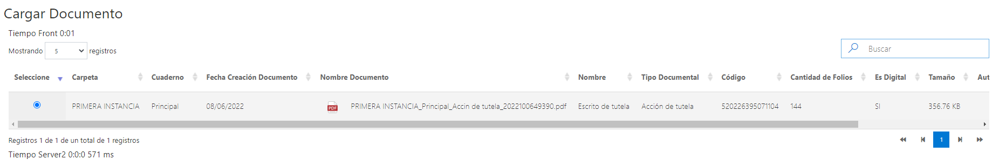 Cargar Documento
Tiempo Front 0:01
Mostrando 5 registros
Buscar
Seleccione Carpeta Cuaderno Fecha Creación Documento Nombre Documento Nombre Tipo Documental Código Cantidad de Folios Es Digital Tamaño Aut
PRIMERA INSTANCIA Principal 08/06/2022 PDF PRIMERA INSTANCIA_Principal_Accin de tutela_2022100649390.pdf Escrito de tutela Acción de tutela 520226395071104 144 SI 356.76 KB
Registros 1 de 1 de un total de 1 registros
1
Tiempo Server2 0:0:0 571 ms